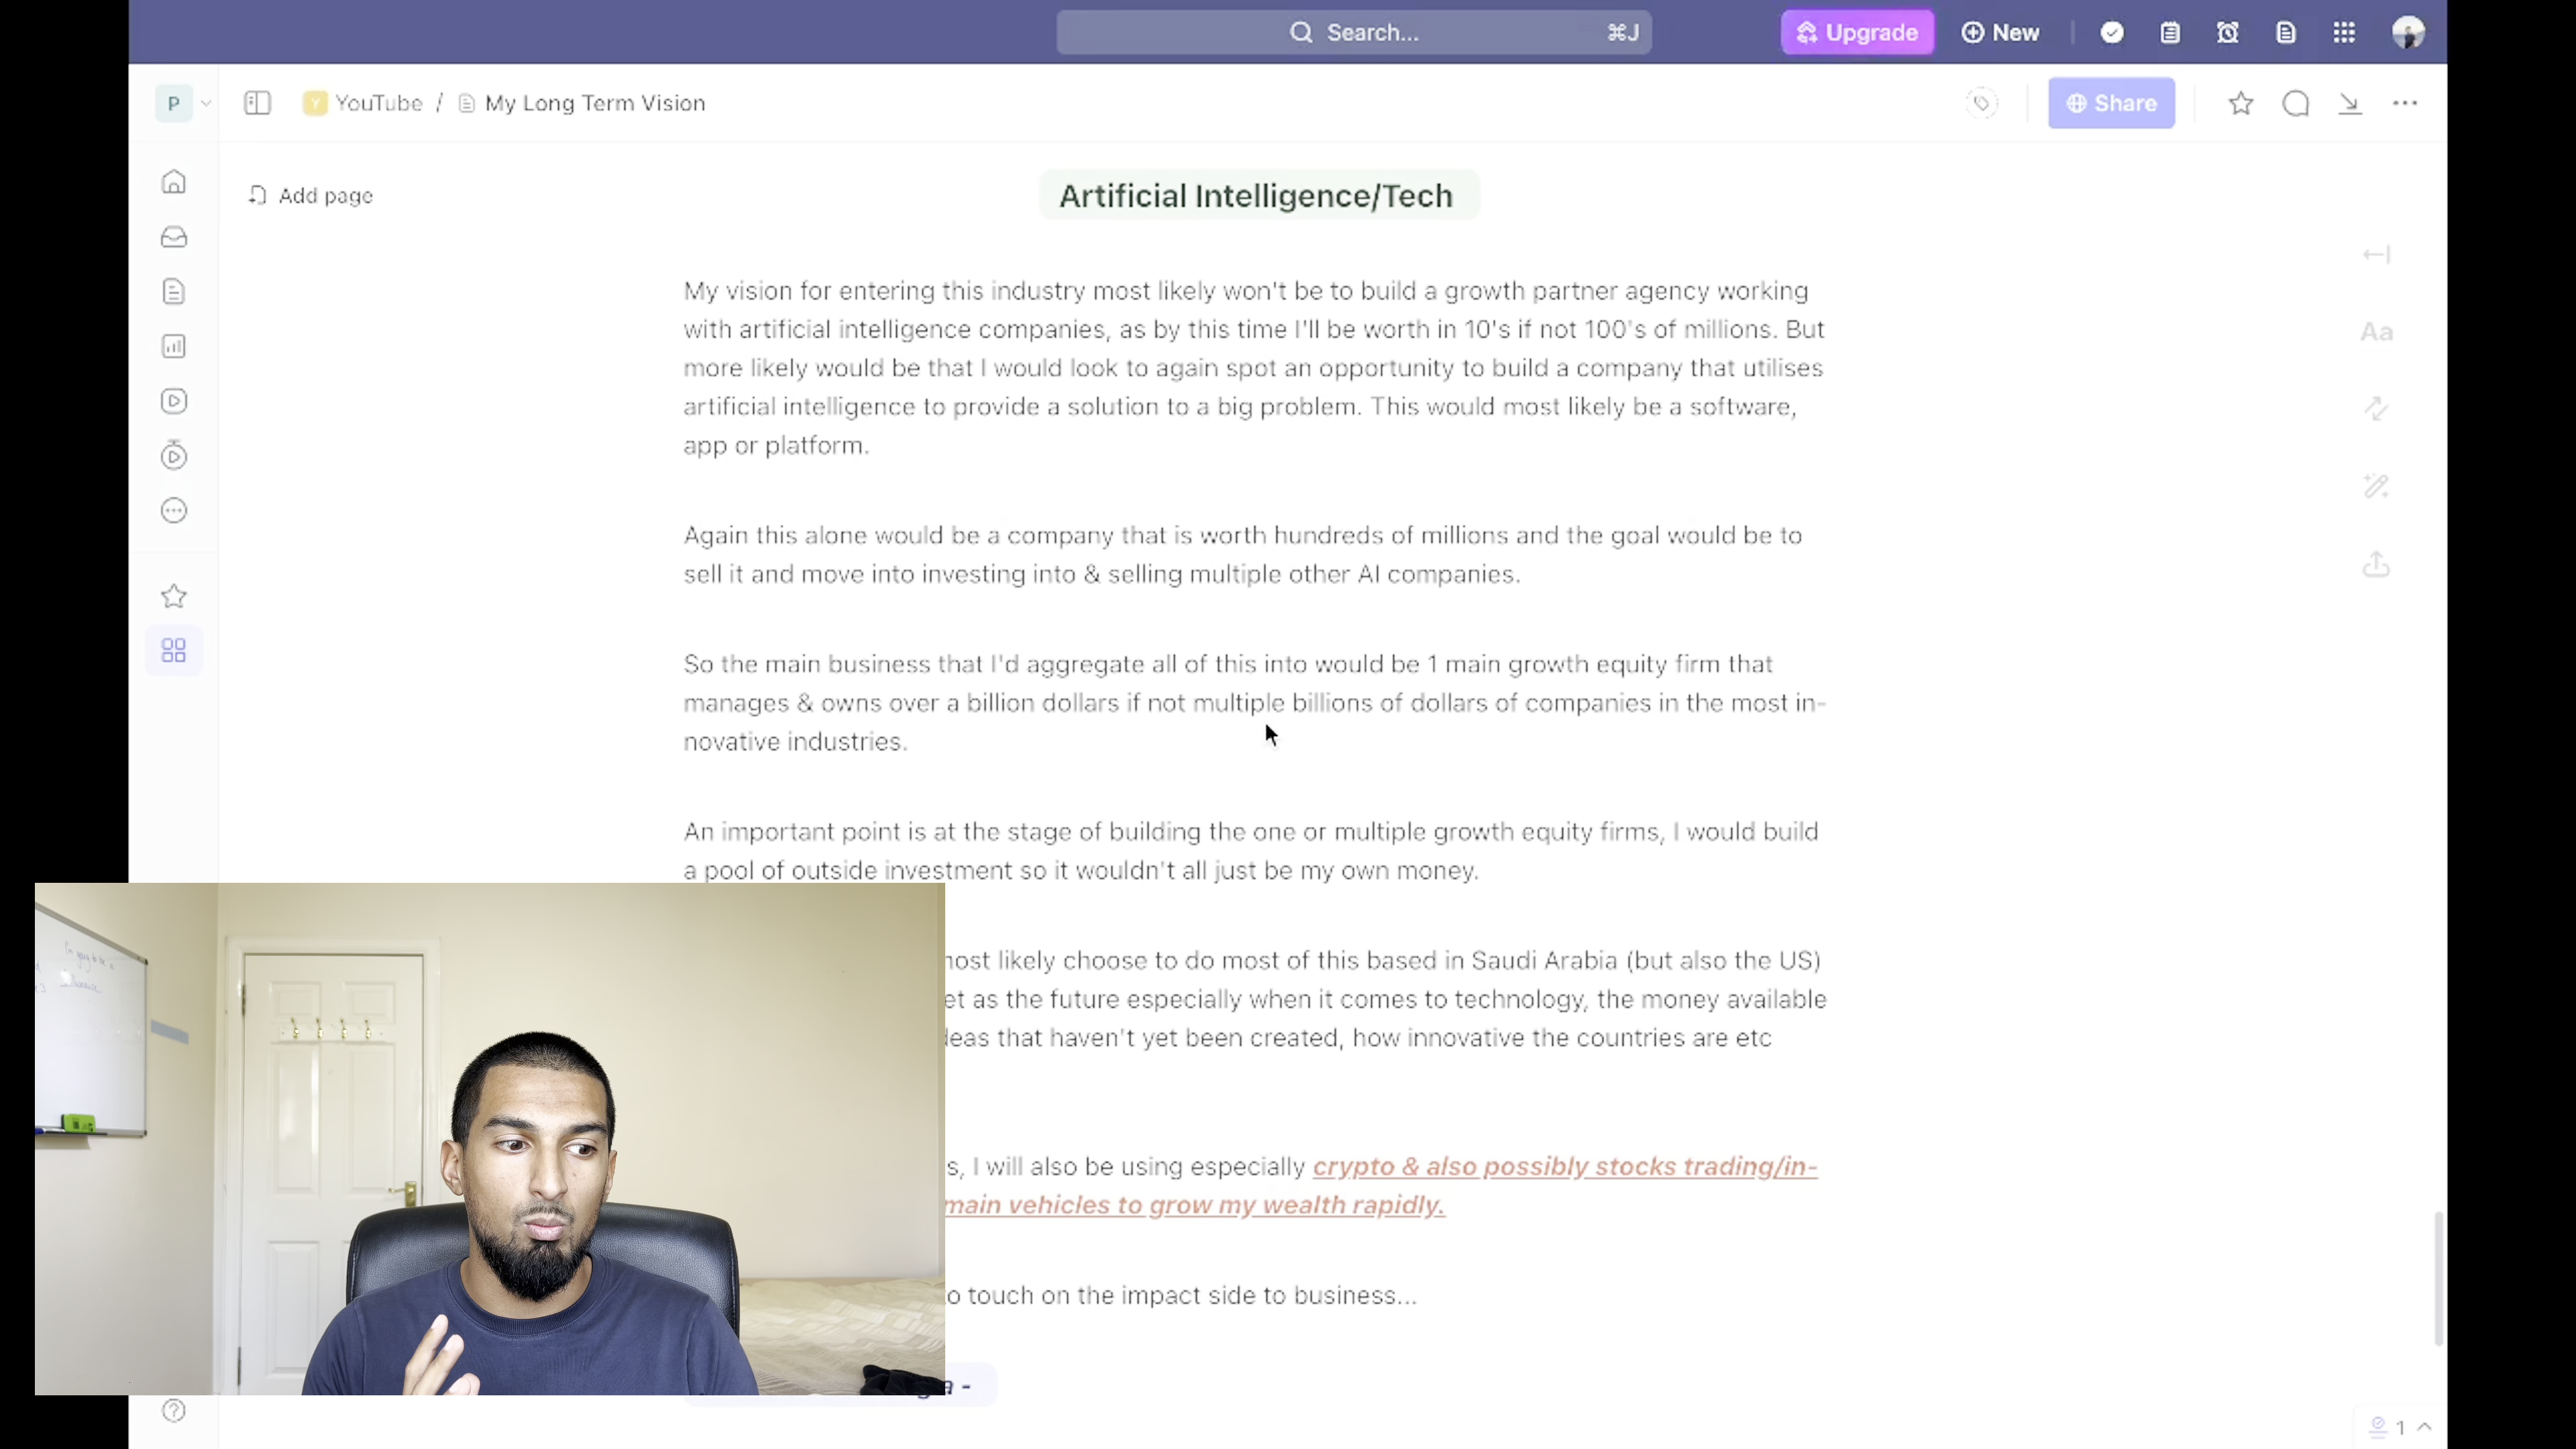 Search... ⌘J Upgrade New
P YouTube / My Long Term Vision Share
Add page
Artificial Intelligence/Tech
Aa
My vision for entering this industry most likely won't be to build a growth partner agency working
with artificial intelligence companies, as by this time I'll be worth in 10's if not 100's of millions. But
more likely would be that I would look to again spot an opportunity to build a company that utilises
artificial intelligence to provide a solution to a big problem. This would most likely be a software,
app or platform.
Again this alone would be a company that is worth hundreds of millions and the goal would be to
sell it and move into investing into & selling multiple other AI companies.
So the main business that I'd aggregate all of this into would be 1 main growth equity firm that
manages & owns over a billion dollars if not multiple billions of dollars of companies in the most in-
novative industries.
An important point is at the stage of building the one or multiple growth equity firms, I would build
a pool of outside investment so it wouldn't all just be my own money.
likely choose to do most of this based in Saudi Arabia (but also the US)
as the future especially when it comes to technology, the money available
that haven't yet been created, how innovative the countries are etc
I will also be using especially crypto & also possibly stocks trading/in-
main vehicles to grow my wealth rapidly.
touch on the impact side to business...
I'm going to be a
1